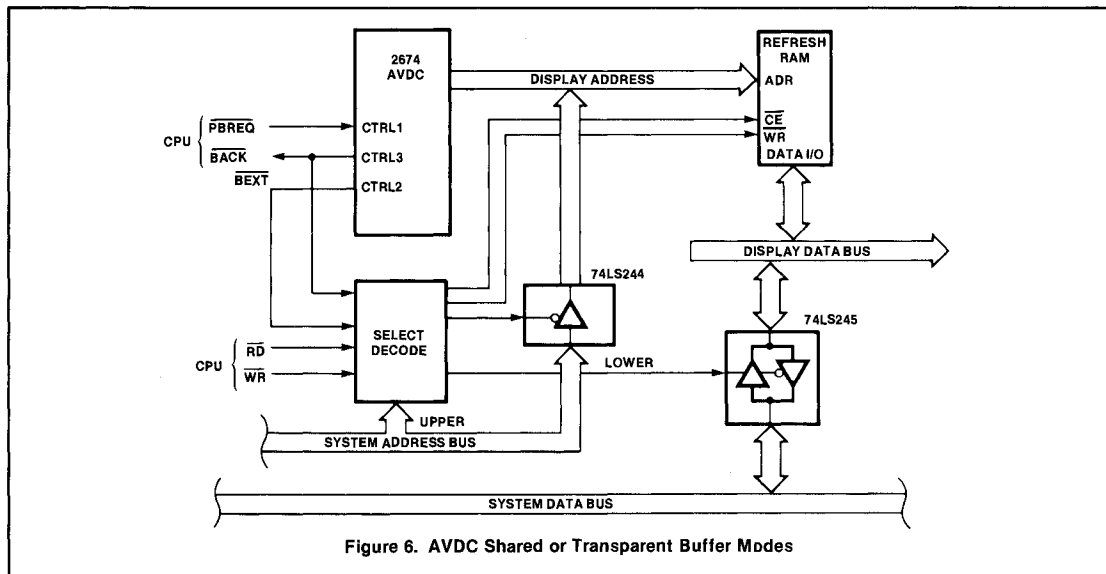 2674
AVDC
REFRESH
RAM
DISPLAY ADDRESS
ADR
CPU
PBREQ
CTRL1
BACK
CTRL3
BEXT
CTRL2
CE
WR
DATA I/O
DISPLAY DATA BUS
74LS244
74LS245
SELECT
DECODE
CPU
RD
WR
LOWER
UPPER
SYSTEM ADDRESS BUS
SYSTEM DATA BUS
Figure 6. AVDC Shared or Transparent Buffer Modes